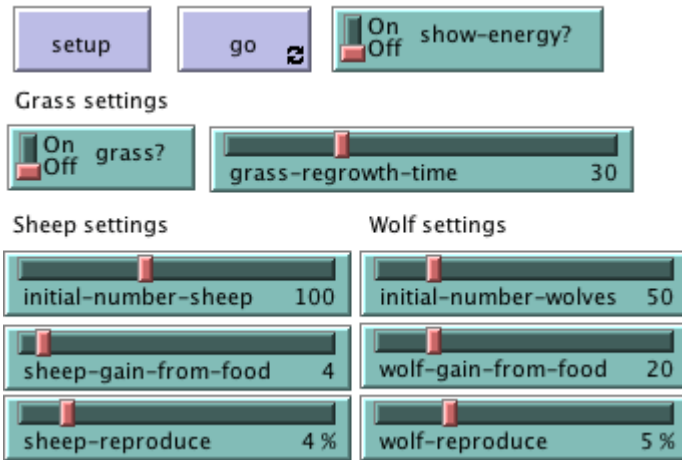 setup
go
On
Off
show-energy?
Grass settings
On
Off
grass?
grass-regrowth-time 30
Sheep settings
Wolf settings
initial-number-sheep 100
initial-number-wolves 50
sheep-gain-from-food 4
wolf-gain-from-food 20
sheep-reproduce 4 %
wolf-reproduce 5 %